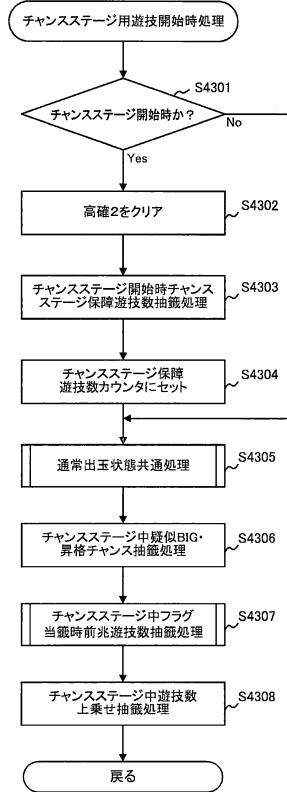 チャンスステージ用遊技開始時処理
S4301
チャンスステージ開始時か？
No
Yes
高確2をクリア
S4302
チャンスステージ開始時チャンス
ステージ保障遊技数抽籤処理
S4303
チャンスステージ保障
遊技数カウンタにセット
S4304
通常出玉状態共通処理
S4305
チャンスステージ中疑似BIG・
昇格チャンス抽籤処理
S4306
チャンスステージ中フラグ
当籤時前兆遊技数抽籤処理
S4307
チャンスステージ中遊技数
上乗せ抽籤処理
S4308
戻る